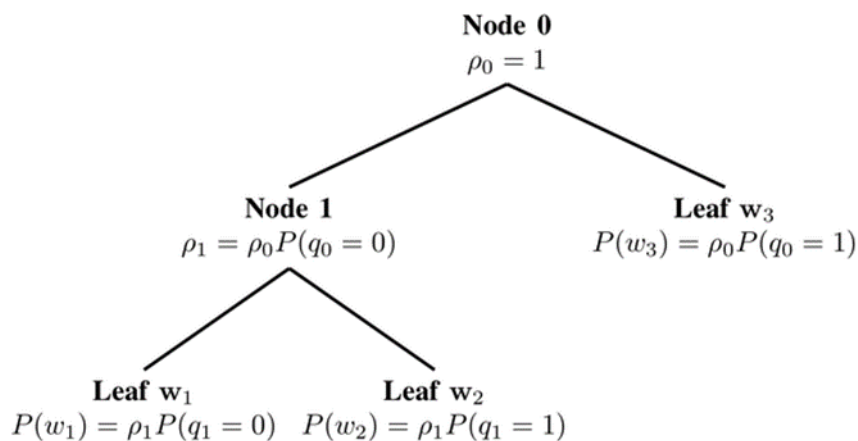 Node 0
ρ₀ = 1
Node 1
ρ₁ = ρ₀P(q₀ = 0)
Leaf w₃
P(w₃) = ρ₀P(q₀ = 1)
Leaf w₁
P(w₁) = ρ₁P(q₁ = 0)
Leaf w₂
P(w₂) = ρ₁P(q₁ = 1)